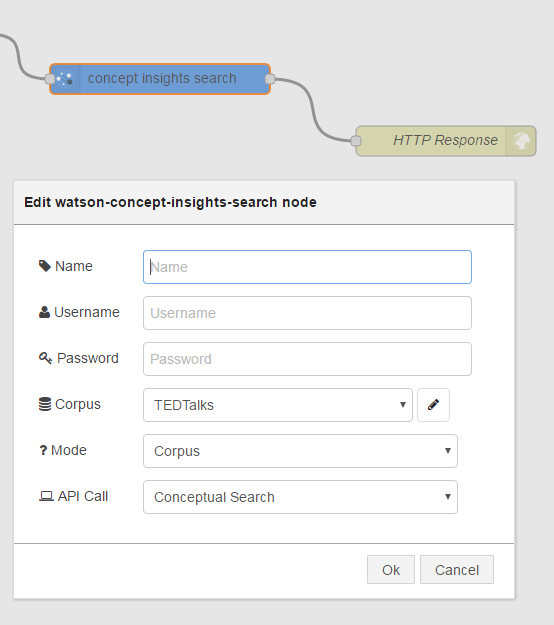 concept insights search
HTTP Response
Edit watson-concept-insights-search node
Name
Name
Username
Username
Password
Password
Corpus
TEDTalks
? Mode
Corpus
API Call
Conceptual Search
Ok
Cancel